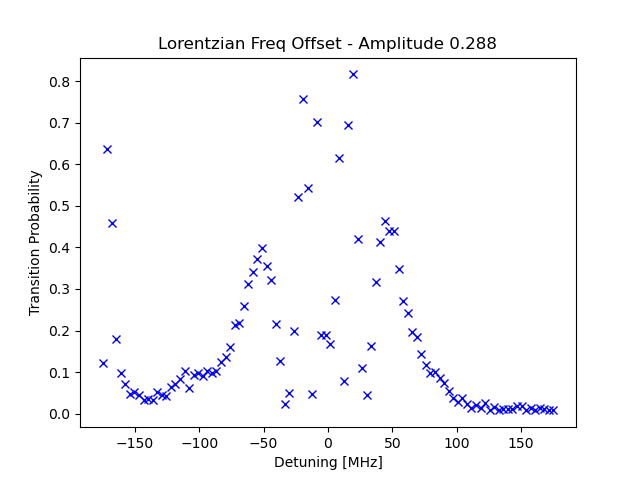 Lorentzian Freq Offset - Amplitude 0.288
Transition Probability
0.8
0.7
0.6
0.5
0.4
0.3
0.2
0.1
0.0
−150 −100 −50 0 50 100 150
Detuning [MHz]